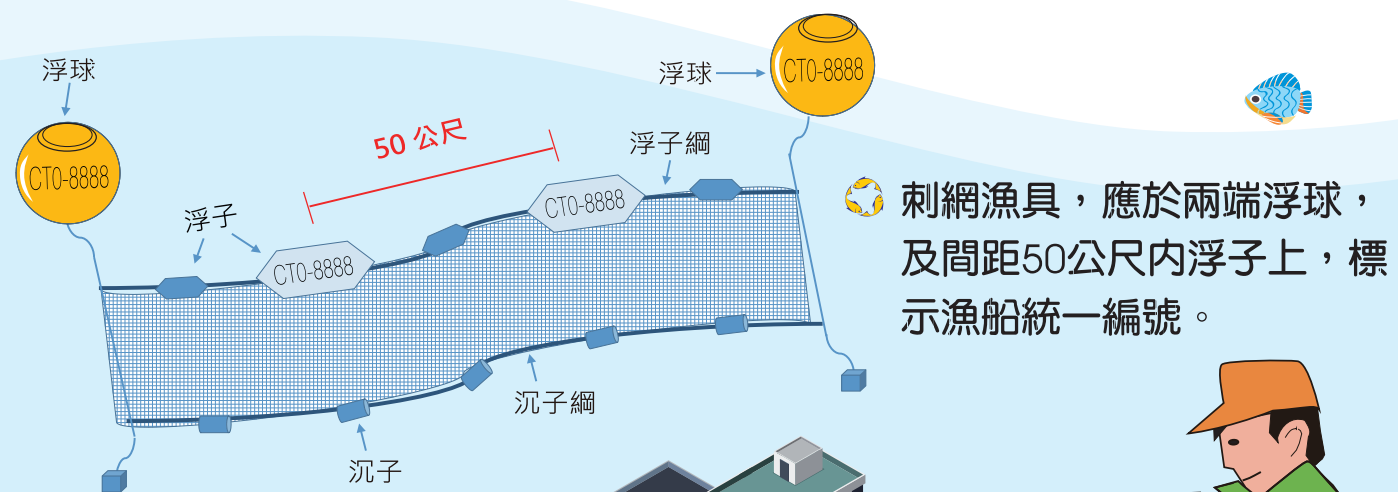 浮球
CT0-8888
50 公尺
浮球
CT0-8888
浮子綱
浮子
CT0-8888
CT0-8888
沉子綱
沉子
刺網漁具，應於兩端浮球，
及間距50公尺內浮子上，標
示漁船統一編號。